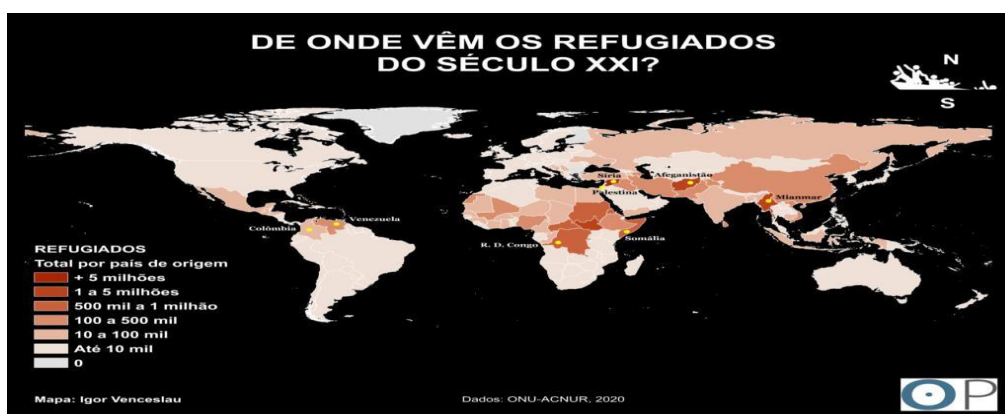 DE ONDE VÊM OS REFUGIADOS
DO SÉCULO XXI?
N
S
Síria
Afeganistão
Palestina
Mianmar
Venezuela
Colômbia
R. D. Congo
Somália
REFUGIADOS
Total por país de origem
+ 5 milhões
1 a 5 milhões
500 mil a 1 milhão
100 a 500 mil
10 a 100 mil
Até 10 mil
0
Mapa: Igor Venceslau
Dados: ONU-ACNUR, 2020
OP